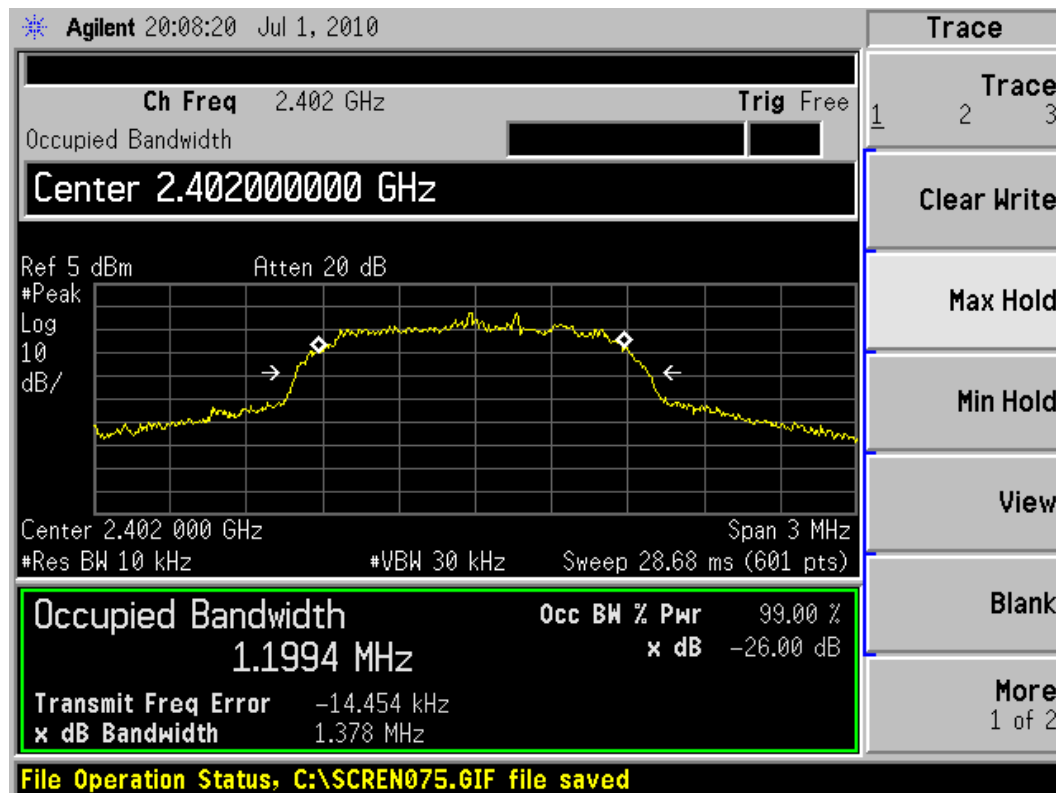 Agilent 20:08:20 Jul 1, 2010
Trace
Ch Freq 2.402 GHz Trig Free
Occupied Bandwidth
Center 2.402000000 GHz
Ref 5 dBm Atten 20 dB
#Peak
Log
10
dB/
Center 2.402 000 GHz Span 3 MHz
#Res BW 10 kHz #VBW 30 kHz Sweep 28.68 ms (601 pts)
Occupied Bandwidth
1.1994 MHz
Occ BW % Pwr 99.00 %
x dB -26.00 dB
Transmit Freq Error -14.454 kHz
x dB Bandwidth 1.378 MHz
Trace
1 2 3
Clear Write
Max Hold
Min Hold
View
Blank
More
1 of 2
File Operation Status, C:\SCREN075.GIF file saved